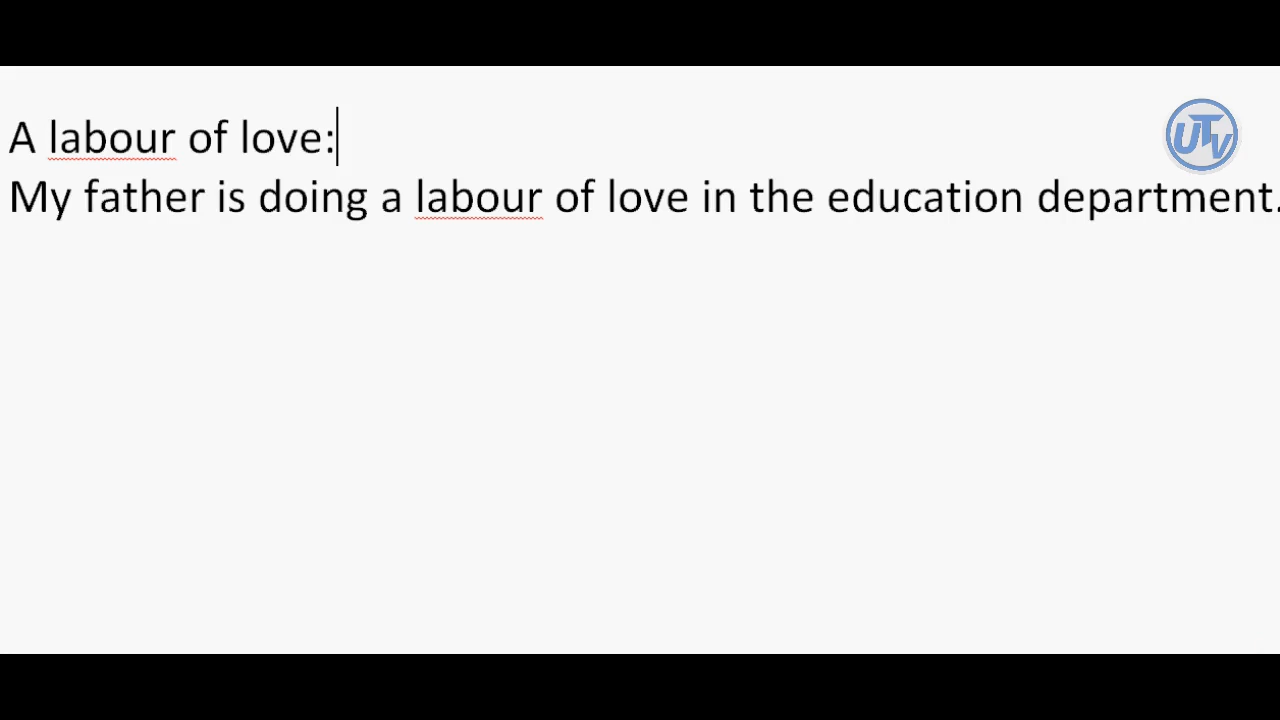 A labour of love:
My father is doing a labour of love in the education department.
UTV